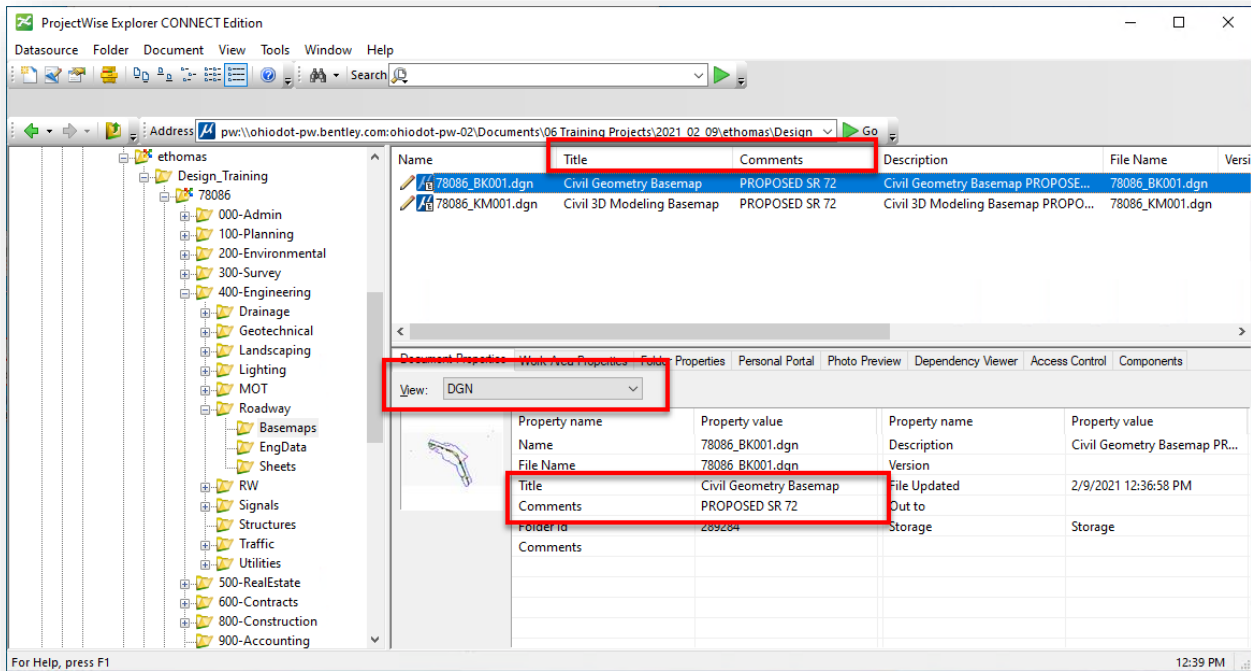 ProjectWise Explorer CONNECT Edition
Datasource Folder Document View Tools Window Help
Search
Address pw:\\ohiodot-pw.bentley.com:ohiodot-pw-02\Documents\06 Training Projects\2021_02_09\ethomas\Design Go
ethomas
Design_Training
78086
000-Admin
100-Planning
200-Environmental
300-Survey
400-Engineering
Drainage
Geotechnical
Landscaping
Lighting
MOT
Roadway
Basemaps
EngData
Sheets
RW
Signals
Structures
Traffic
Utilities
500-RealEstate
600-Contracts
800-Construction
900-Accounting
Name Title Comments Description File Name Versi
78086_BK001.dgn Civil Geometry Basemap PROPOSED SR 72 Civil Geometry Basemap PROPOSE... 78086_BK001.dgn
78086_KM001.dgn Civil 3D Modeling Basemap PROPOSED SR 72 Civil 3D Modeling Basemap PROPO... 78086_KM001.dgn
Document Properties Work Area Properties Folder Properties Personal Portal Photo Preview Dependency Viewer Access Control Components
View: DGN
Property name Property value Property name Property value
Name 78086_BK001.dgn Description Civil Geometry Basemap PR...
File Name 78086_BK001.dgn Version
Title Civil Geometry Basemap File Updated 2/9/2021 12:36:58 PM
Comments PROPOSED SR 72 Out to
Folder Id 289284 Storage Storage
Comments
For Help, press F1 12:39 PM